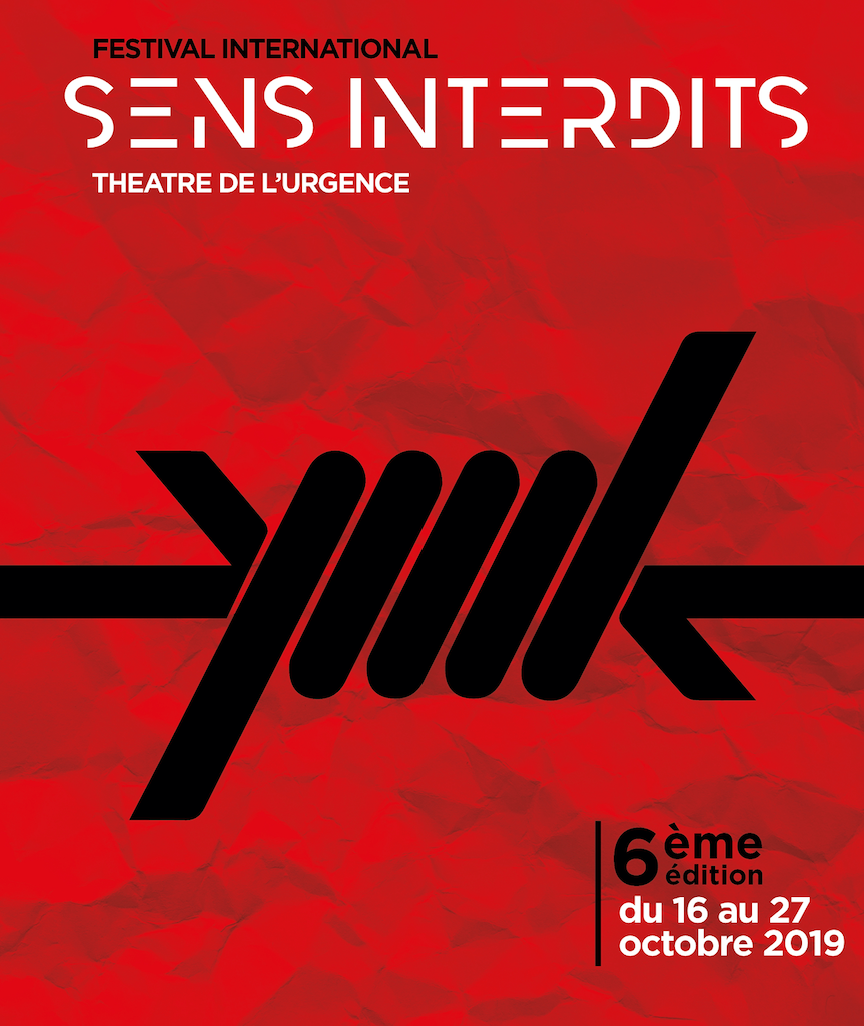 FESTIVAL INTERNATIONAL
SENS INTERDITS
THEATRE DE L'URGENCE
6ème
édition
du 16 au 27
octobre 2019